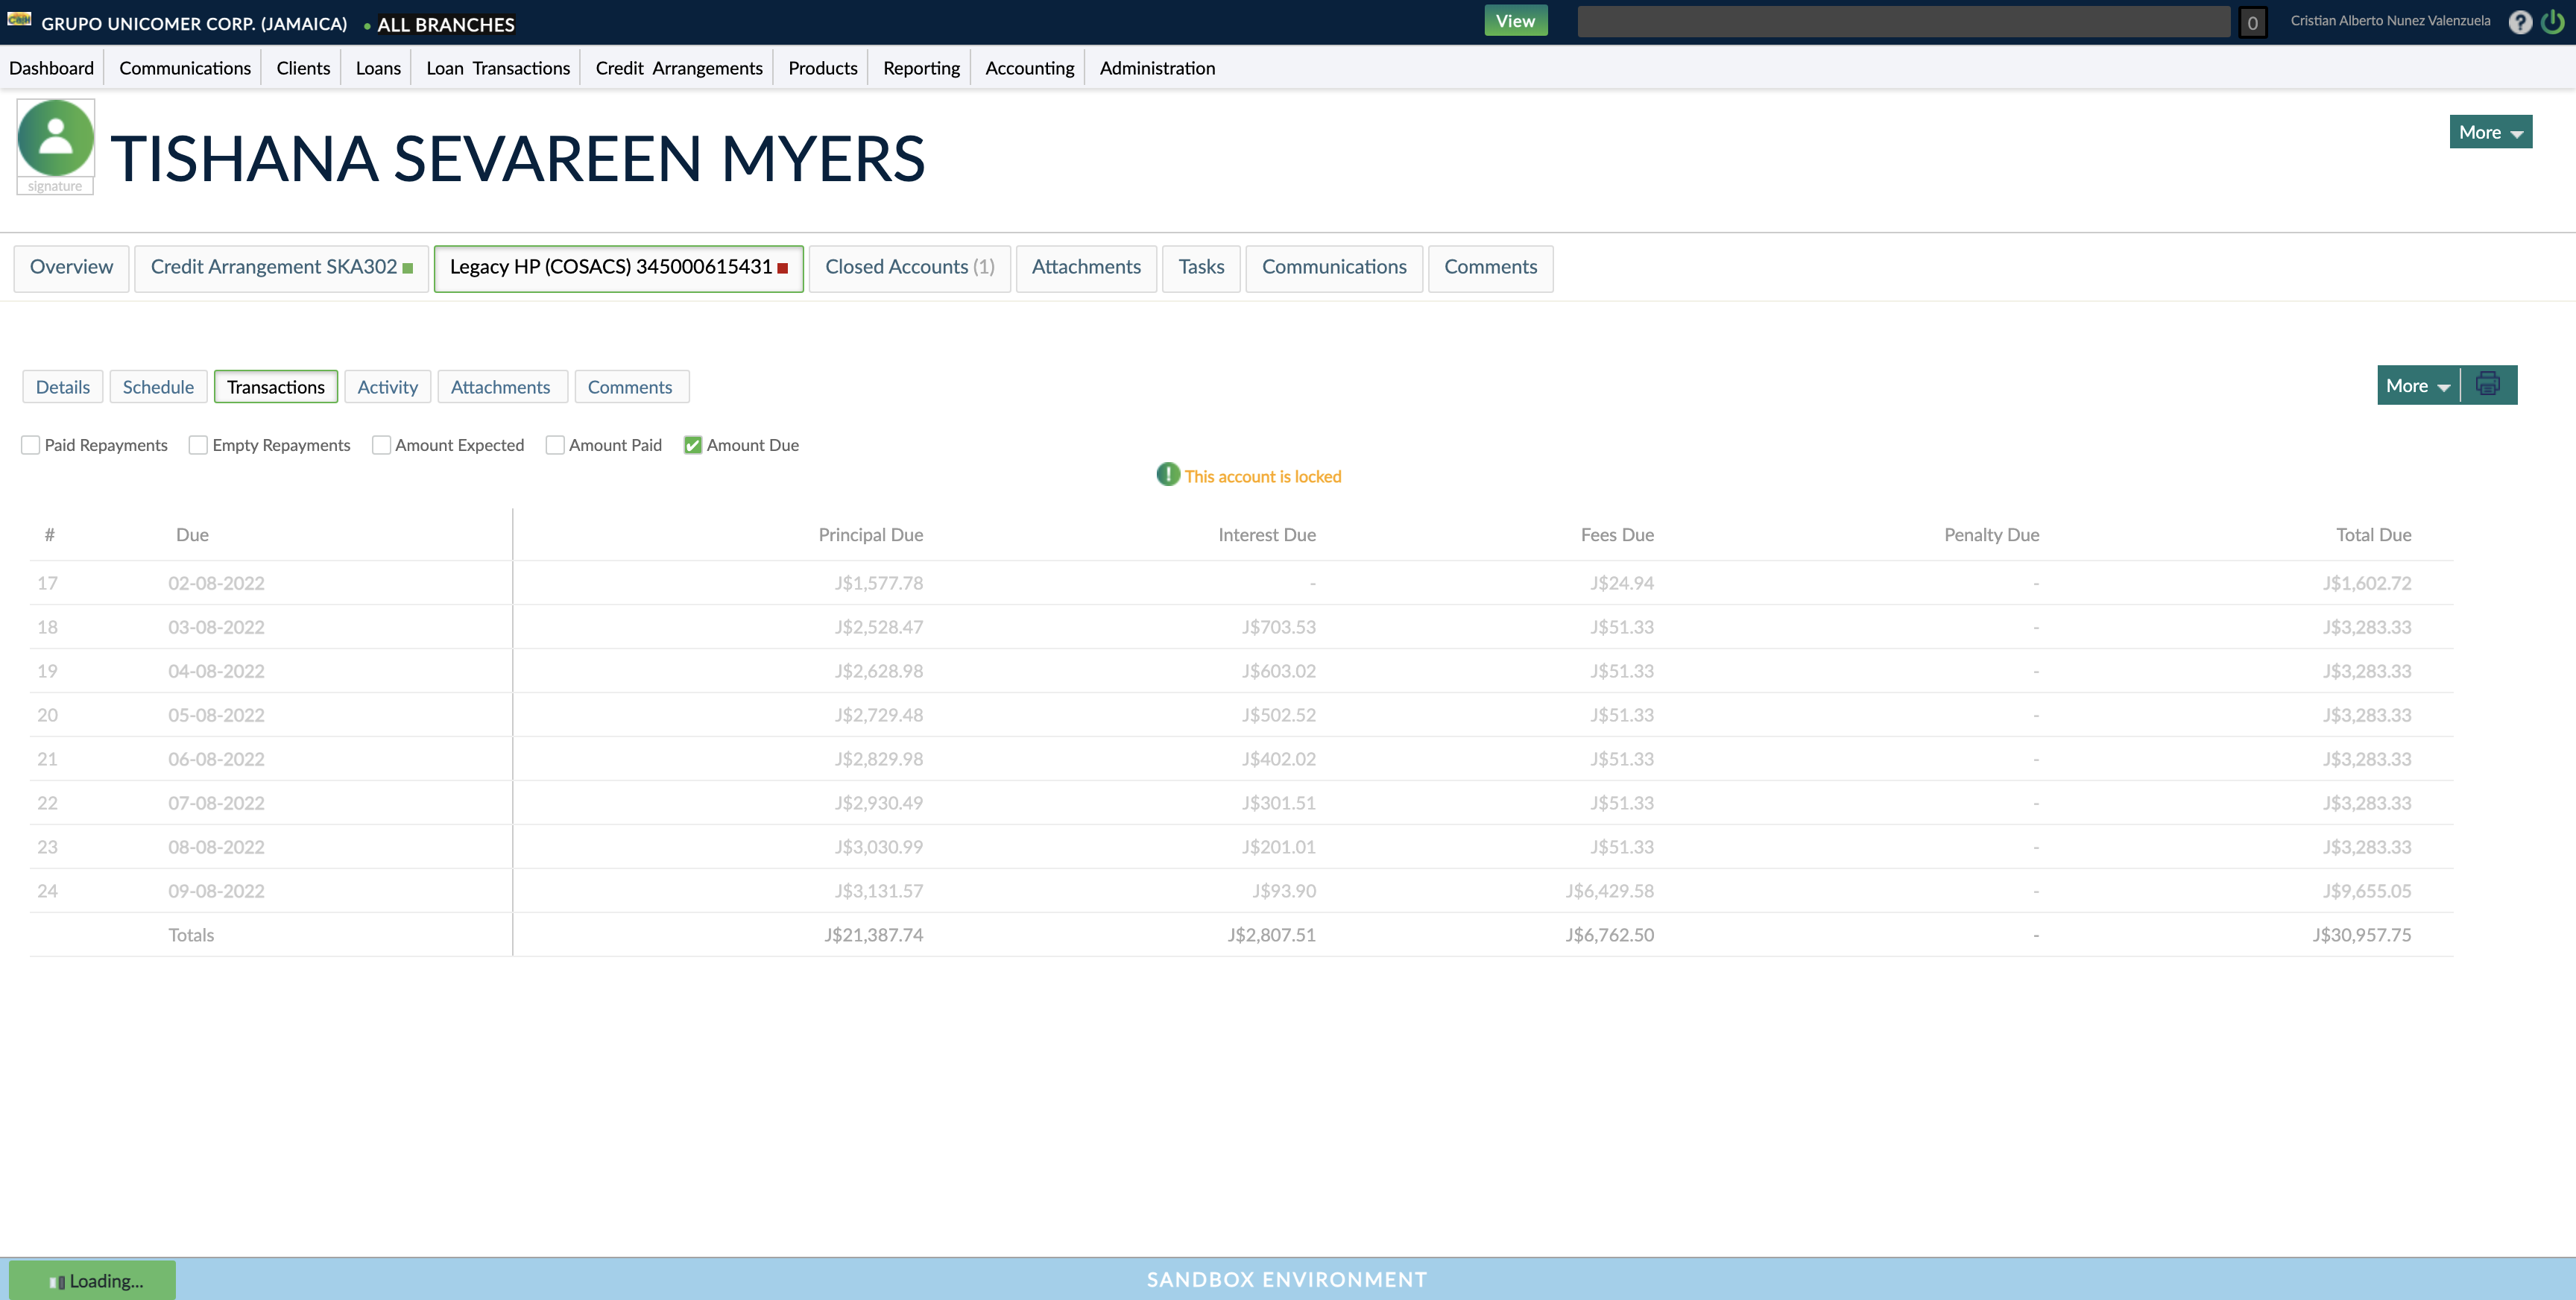 GRUPO UNICOMER CORP. (JAMAICA) • ALL BRANCHES View 0 Cristian Alberto Nunez Valenzuela ?
Dashboard Communications Clients Loans Loan Transactions Credit Arrangements Products Reporting Accounting Administration
TISHANA SEVAREEN MYERS
signature
More
Overview Credit Arrangement SKA302 Legacy HP (COSACS) 345000615431 Closed Accounts (1) Attachments Tasks Communications Comments
Details Schedule Transactions Activity Attachments Comments More
Paid Repayments Empty Repayments Amount Expected Amount Paid Amount Due
This account is locked
# Due Principal Due Interest Due Fees Due Penalty Due Total Due
17 02-08-2022 J$1,577.78 - J$24.94 - J$1,602.72
18 03-08-2022 J$2,528.47 J$703.53 J$51.33 - J$3,283.33
19 04-08-2022 J$2,628.98 J$603.02 J$51.33 - J$3,283.33
20 05-08-2022 J$2,729.48 J$502.52 J$51.33 - J$3,283.33
21 06-08-2022 J$2,829.98 J$402.02 J$51.33 - J$3,283.33
22 07-08-2022 J$2,930.49 J$301.51 J$51.33 - J$3,283.33
23 08-08-2022 J$3,030.99 J$201.01 J$51.33 - J$3,283.33
24 09-08-2022 J$3,131.57 J$93.90 J$6,429.58 - J$9,655.05
Totals J$21,387.74 J$2,807.51 J$6,762.50 - J$30,957.75
Loading... SANDBOX ENVIRONMENT